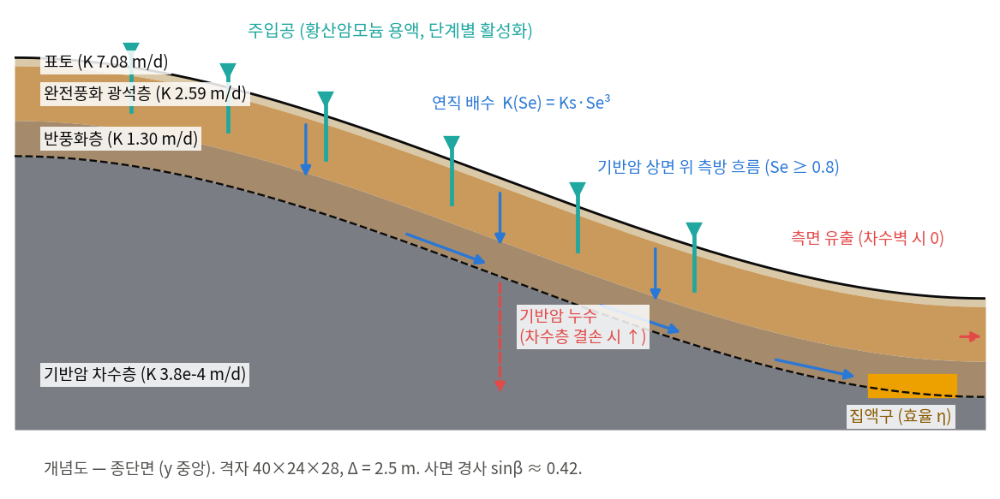 주입공 (황산암모늄 용액, 단계별 활성화)
표토 (K 7.08 m/d)
완전풍화 광석층 (K 2.59 m/d)
연직 배수  K(Se) = Ks·Se³
반풍화층 (K 1.30 m/d)
기반암 상면 위 측방 흐름 (Se ≥ 0.8)
측면 유출 (차수벽 시 0)
기반암 누수
(차수층 결손 시 ↑)
기반암 차수층 (K 3.8e-4 m/d)
집액구 (효율 η)
개념도 — 종단면 (y 중앙). 격자 40×24×28, Δ = 2.5 m. 사면 경사 sinβ ≈ 0.42.